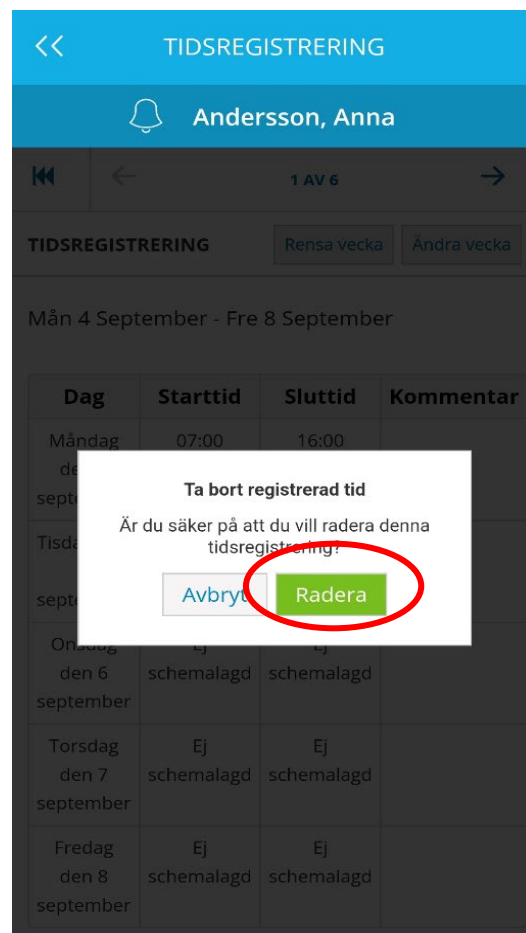 << TIDSREGISTRERING
Andersson, Anna
1 AV 6
TIDSREGISTRERING Rensa vecka Ändra vecka
Mån 4 September - Fre 8 September
Dag Starttid Sluttid Kommentar
Måndag 07:00 16:00
Ta bort registrerad tid
Är du säker på att du vill radera denna
tidsregistrering?
Avbryt Radera
Ej Ej
den 6 schemalagd schemalagd
september
Torsdag Ej Ej
den 7 schemalagd schemalagd
september
Fredag Ej Ej
den 8 schemalagd schemalagd
september